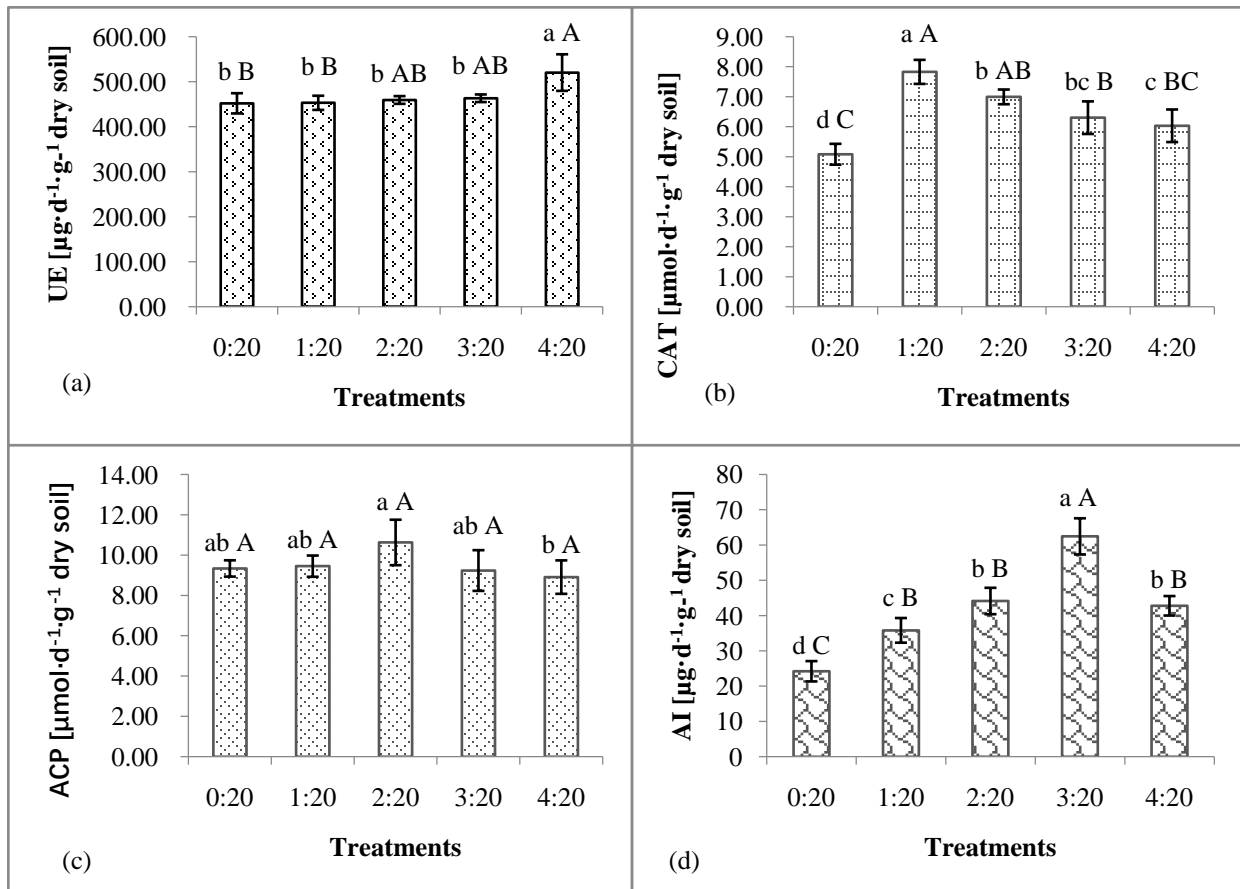 UE [µg·d⁻¹·g-¹ dry soil]
600.00
500.00
400.00
300.00
200.00
100.00
0.00
b B
b B
b AB
b AB
a A
0:20 1:20 2:20 3:20 4:20
Treatments
(a)
CAT [µmol·d⁻¹·g⁻¹ dry soil]
9.00
8.00
7.00
6.00
5.00
4.00
3.00
2.00
1.00
0.00
d C
a A
b AB
bc B
c BC
0:20 1:20 2:20 3:20 4:20
Treatments
(b)
ACP [µmol·d⁻¹·g⁻¹ dry soil]
14.00
12.00
10.00
8.00
6.00
4.00
2.00
0.00
ab A
ab A
a A
ab A
b A
0:20 1:20 2:20 3:20 4:20
Treatments
(c)
AI [µg·d⁻¹·g-¹ dry soil]
80
70
60
50
40
30
20
10
0
d C
c B
b B
a A
b B
0:20 1:20 2:20 3:20 4:20
Treatments
(d)